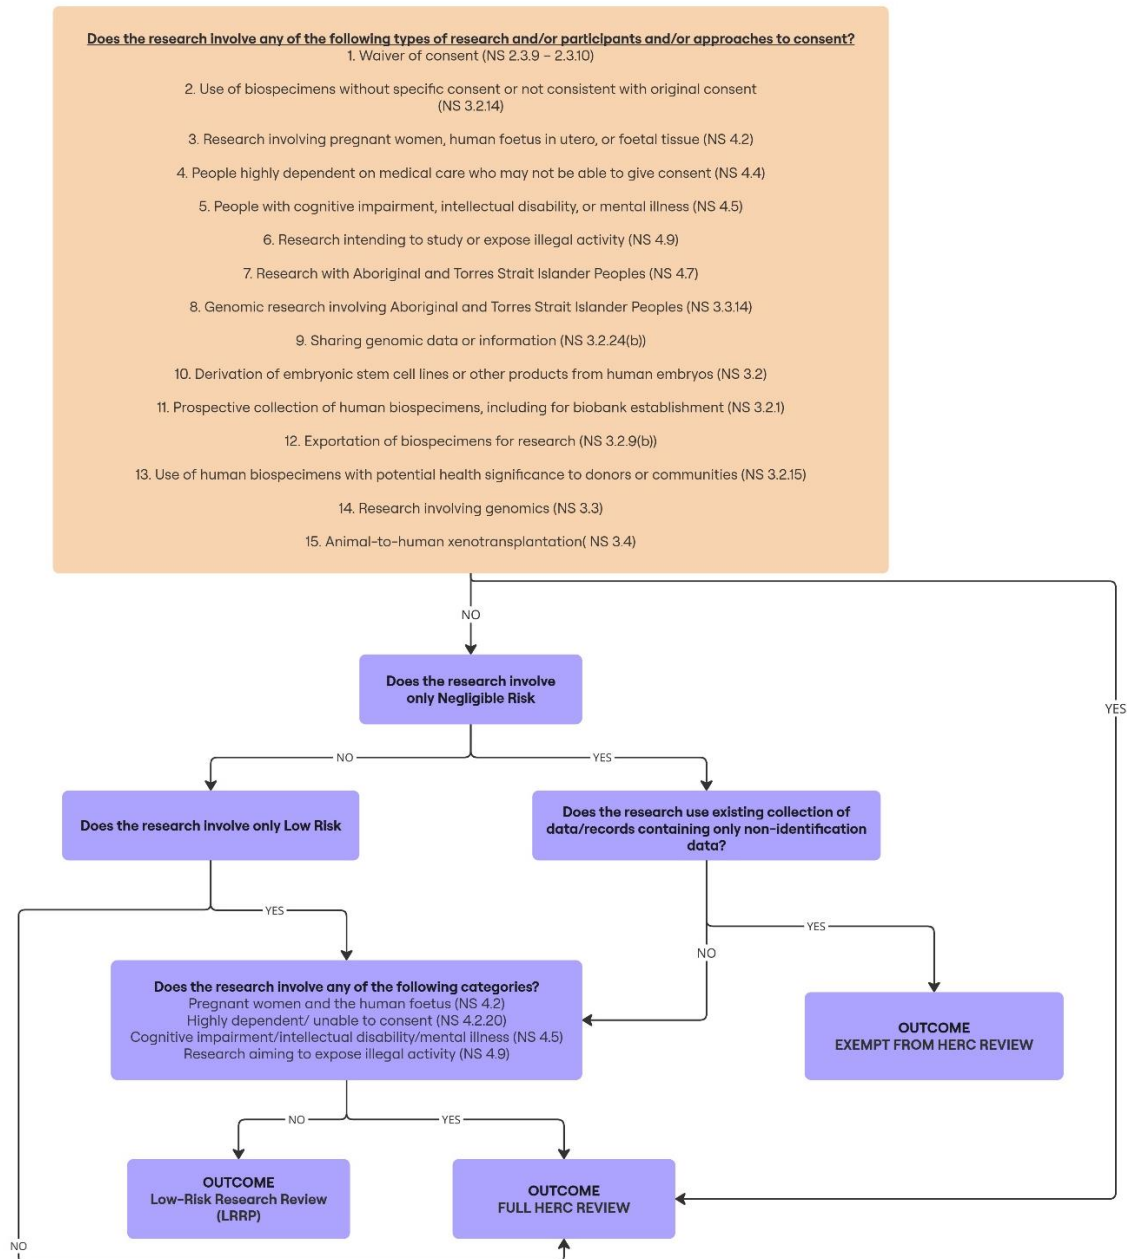 Does the research involve any of the following types of research and/or participants and/or approaches to consent?
1. Waiver of consent (NS 2.3.9 – 2.3.10)
2. Use of biospecimens without specific consent or not consistent with original consent
(NS 3.2.14)
3. Research involving pregnant women, human foetus in utero, or foetal tissue (NS 4.2)
4. People highly dependent on medical care who may not be able to give consent (NS 4.4)
5. People with cognitive impairment, intellectual disability, or mental illness (NS 4.5)
6. Research intending to study or expose illegal activity (NS 4.9)
7. Research with Aboriginal and Torres Strait Islander Peoples (NS 4.7)
8. Genomic research involving Aboriginal and Torres Strait Islander Peoples (NS 3.3.14)
9. Sharing genomic data or information (NS 3.2.24(b))
10. Derivation of embryonic stem cell lines or other products from human embryos (NS 3.2)
11. Prospective collection of human biospecimens, including for biobank establishment (NS 3.2.1)
12. Exportation of biospecimens for research (NS 3.2.9(b))
13. Use of human biospecimens with potential health significance to donors or communities (NS 3.2.15)
14. Research involving genomics (NS 3.3)
15. Animal-to-human xenotransplantation( NS 3.4)
NO
Does the research involve
only Negligible Risk
YES
NO
YES
Does the research involve only Low Risk
Does the research use existing collection of
data/records containing only non-identification
data?
YES
YES
NO
Does the research involve any of the following categories?
Pregnant women and the human foetus (NS 4.2)
Highly dependent/ unable to consent (NS 4.2.20)
Cognitive impairment/intellectual disability/mental illness (NS 4.5)
Research aiming to expose illegal activity (NS 4.9)
OUTCOME
EXEMPT FROM HERC REVIEW
NO
YES
OUTCOME
Low-Risk Research Review
(LRRP)
OUTCOME
FULL HERC REVIEW
NO